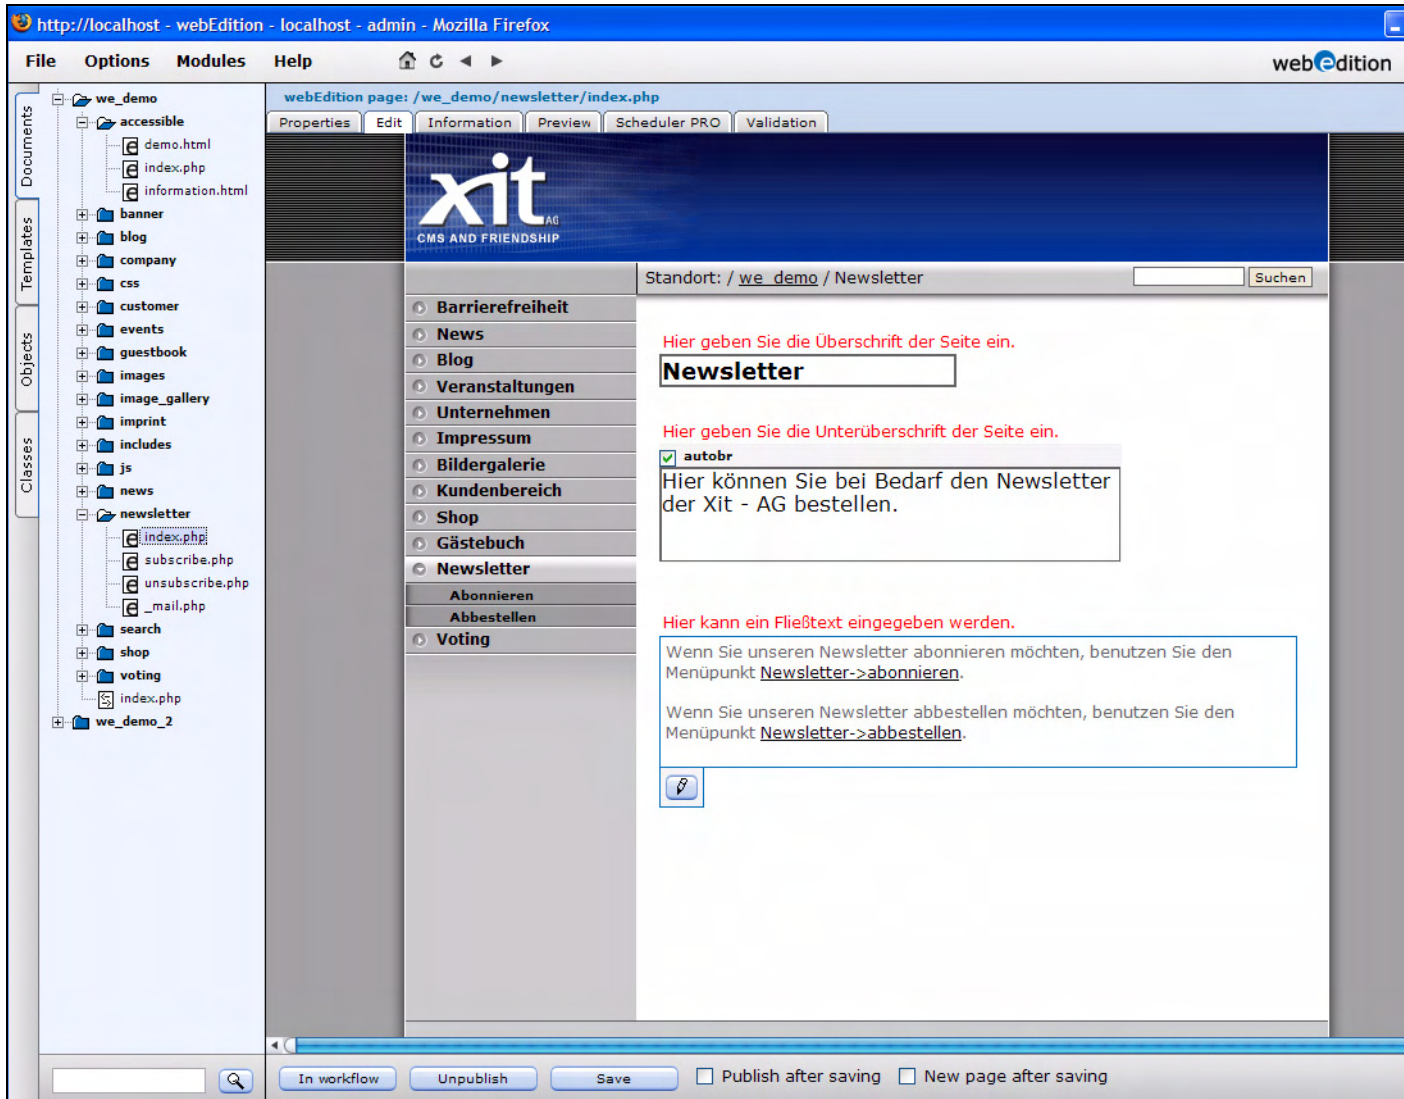 http://localhost - webEdition - localhost - admin - Mozilla Firefox
File Options Modules Help
webEdition
Documents
Templates
Objects
Classes
we_demo
accessible
demo.html
index.php
information.html
banner
blog
company
css
customer
events
guestbook
images
image_gallery
imprint
includes
js
news
newsletter
index.php
subscribe.php
unsubscribe.php
_mail.php
search
shop
voting
index.php
we_demo_2
webEdition page: /we_demo/newsletter/index.php
Properties Edit Information Preview Scheduler PRO Validation
xit AG
CMS AND FRIENDSHIP
Standort: / we_demo / Newsletter Suchen
Barrierefreiheit
News
Blog
Veranstaltungen
Unternehmen
Impressum
Bildergalerie
Kundenbereich
Shop
Gästebuch
Newsletter
Abonnieren
Abbestellen
Voting
Hier geben Sie die Überschrift der Seite ein.
Newsletter
Hier geben Sie die Unterüberschrift der Seite ein.
autobr
Hier können Sie bei Bedarf den Newsletter
der Xit - AG bestellen.
Hier kann ein Fließtext eingegeben werden.
Wenn Sie unseren Newsletter abonnieren möchten, benutzen Sie den
Menüpunkt Newsletter->abonnieren.
Wenn Sie unseren Newsletter abbestellen möchten, benutzen Sie den
Menüpunkt Newsletter->abbestellen.
In workflow Unpublish Save Publish after saving New page after saving